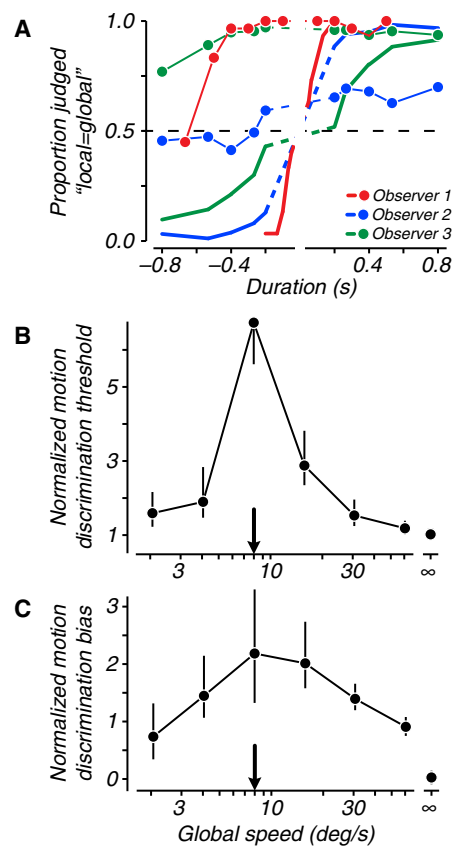 A
Proportion judged
“local=global”
1.0
0.5
0.0
Observer 1
Observer 2
Observer 3
−0.8 −0.4 0.4 0.8
Duration (s)
B
Normalized motion
discrimination threshold
5
3
1
3 10 30 ∞
C
Normalized motion
discrimination bias
3
2
1
0
3 10 30 ∞
Global speed (deg/s)